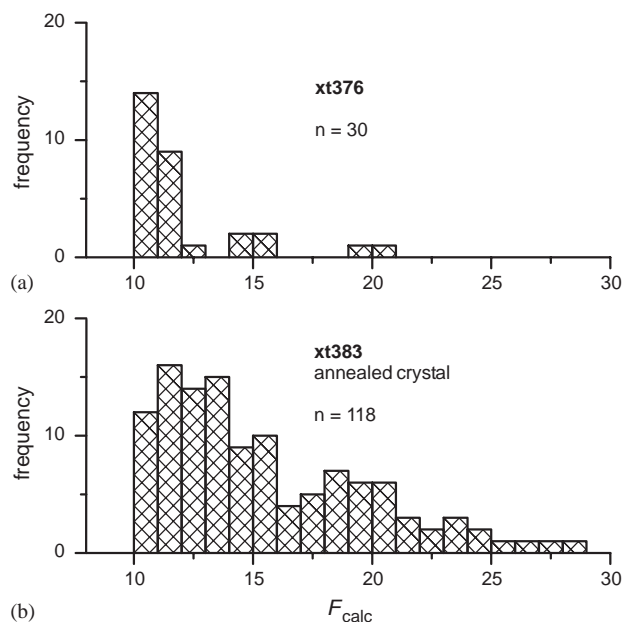 20
xt376
n = 30
frequency
10
0
(a)
10 15 20 25 30
20
xt383
annealed crystal
n = 118
frequency
10
0
10 15 20 25 30
(b)
Fcalc